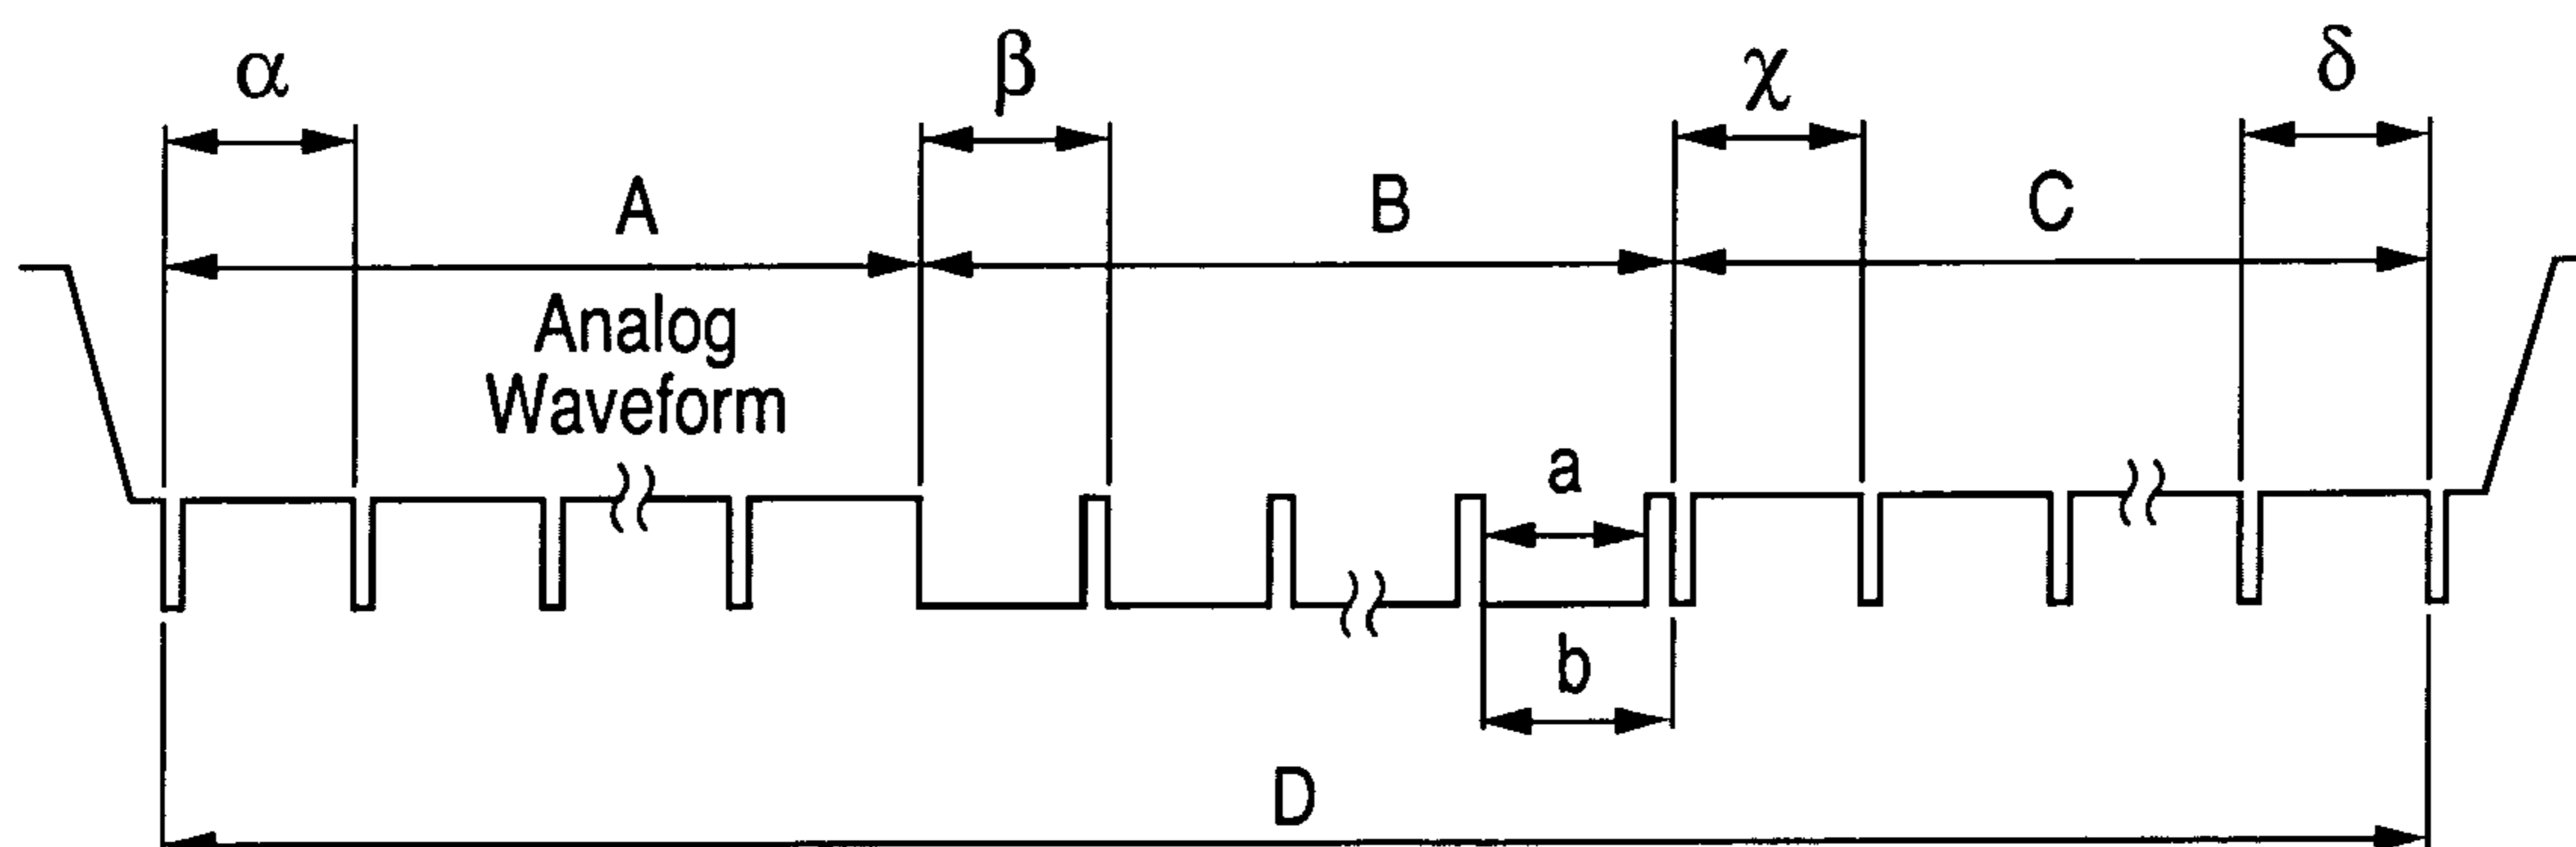 α β χ δ
A B C
Analog
Waveform
a
b
D